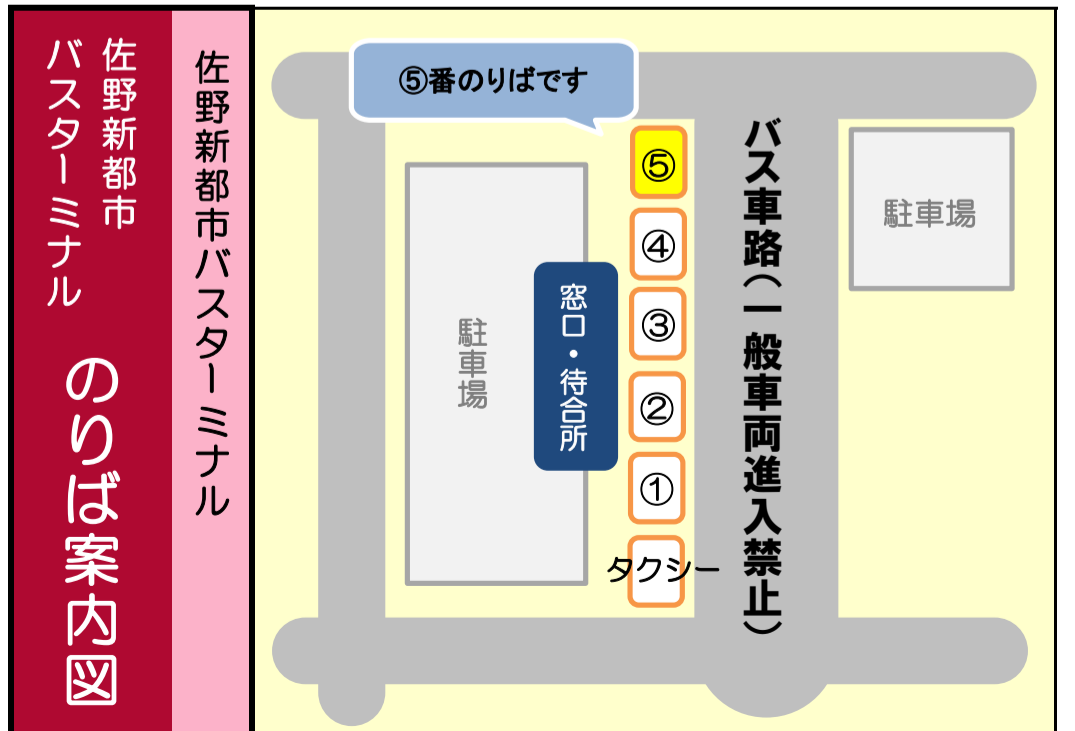 佐野新都市
バスターミナル
のりば案内図
佐野新都市バスターミナル
⑤番のりばです
⑤
④
③
②
①
タクシー
窓口・待合所
駐車場
バス車路（一般車両進入禁止）
駐車場